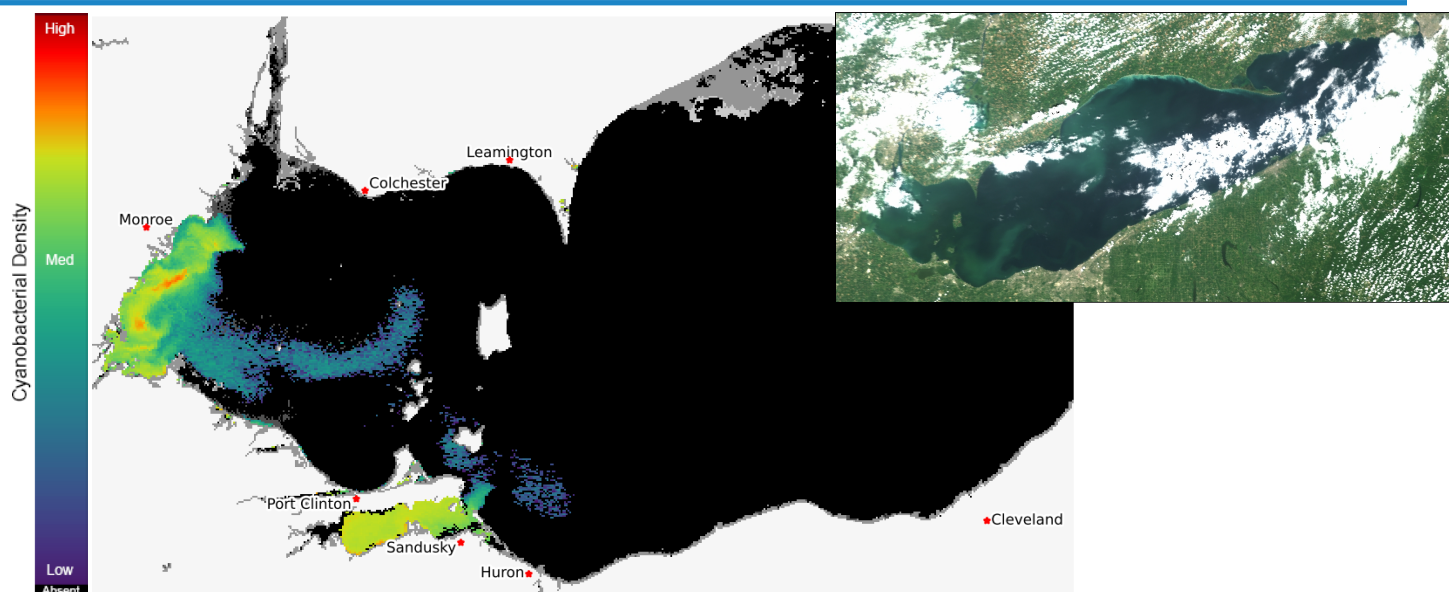 High
Leamington
Colchester
Monroe
Cyanobacterial Density
Med
Port Clinton
Cleveland
Sandusky
Huron
Low
Absent